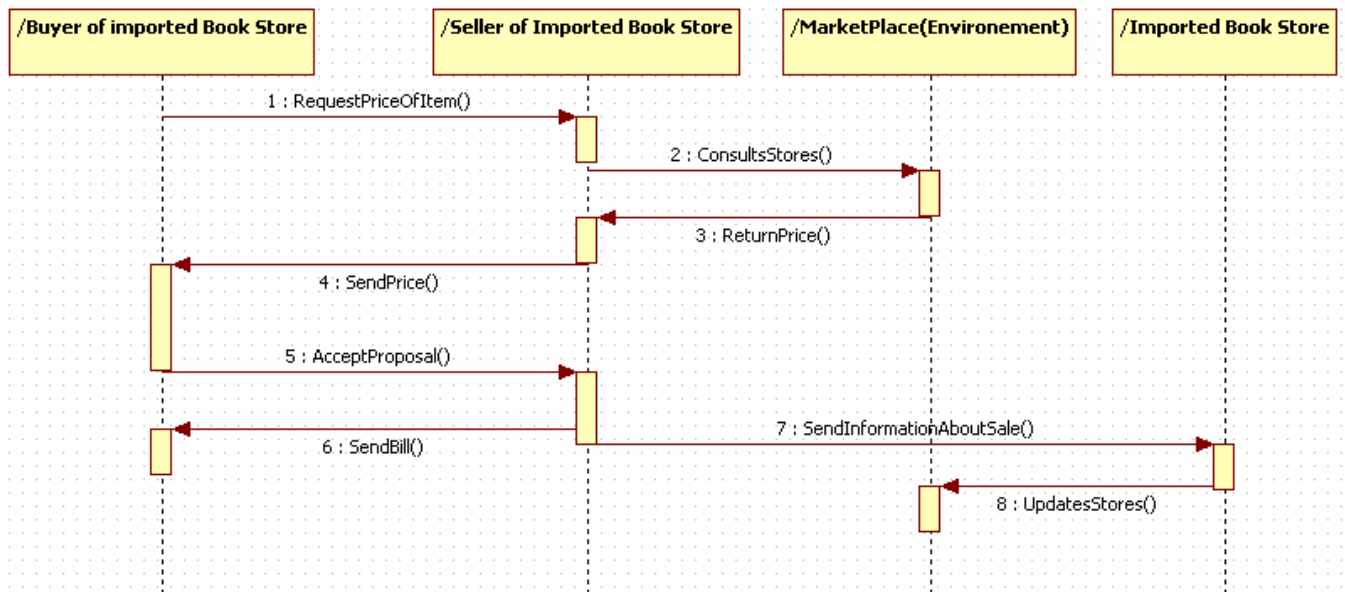 /Buyer of imported Book Store
/Seller of Imported Book Store
/MarketPlace(Environement)
/Imported Book Store
1 : RequestPriceOfItem()
2 : ConsultsStores()
3 : ReturnPrice()
4 : SendPrice()
5 : AcceptProposal()
6 : SendBill()
7 : SendInformationAboutSale()
8 : UpdatesStores()